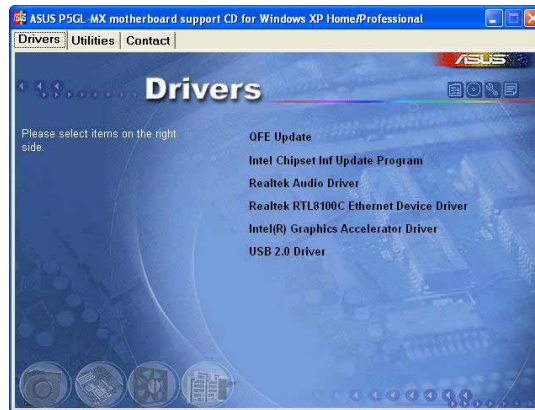 ASUS P5GL-MX motherboard support CD for Windows XP Home/Professional
Drivers Utilities Contact
ASUS
Drivers
Please select items on the right
side.
QFE Update
Intel Chipset Inf Update Program
Realtek Audio Driver
Realtek RTL8100C Ethernet Device Driver
Intel(R) Graphics Accelerator Driver
USB 2.0 Driver